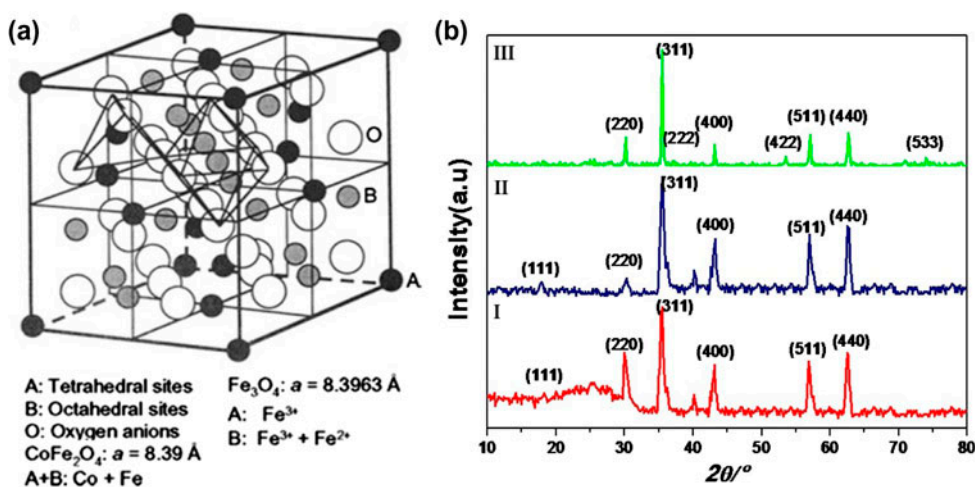 (a)
O
B
A
A: Tetrahedral sites
B: Octahedral sites
O: Oxygen anions
CoFe₂O₄: a = 8.39 Å
A+B: Co + Fe
Fe₃O₄: a = 8.3963 Å
A: Fe³⁺
B: Fe³⁺ + Fe²⁺
(b)
Intensity(a.u)
III
(220)
(311)
(222)
(400)
(422)
(511)
(440)
(533)
II
(111)
(220)
(311)
(400)
(511)
(440)
I
(111)
(220)
(311)
(400)
(511)
(440)
10 20 30 40 50 60 70 80
2θ/°